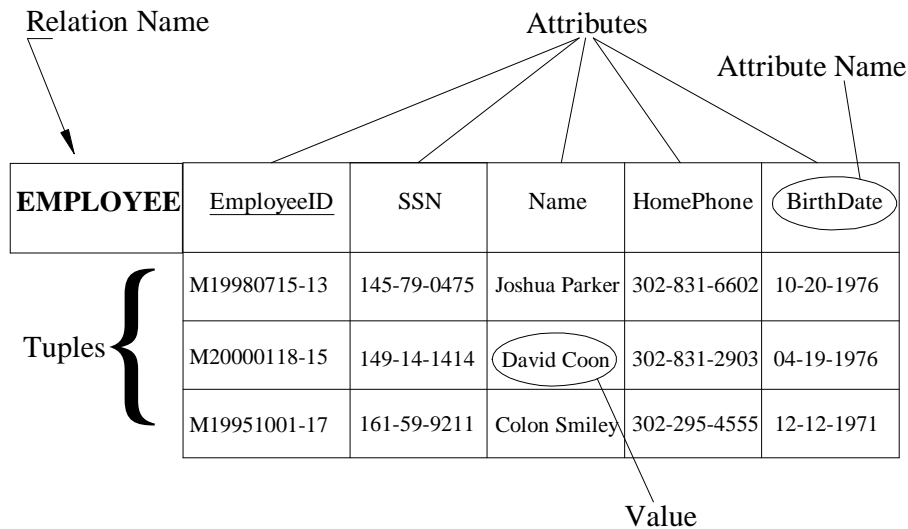 Relation Name
Attributes
Attribute Name
EMPLOYEE EmployeeID SSN Name HomePhone BirthDate
M19980715-13 145-79-0475 Joshua Parker 302-831-6602 10-20-1976
Tuples M20000118-15 149-14-1414 David Coon 302-831-2903 04-19-1976
M19951001-17 161-59-9211 Colon Smiley 302-295-4555 12-12-1971
Value